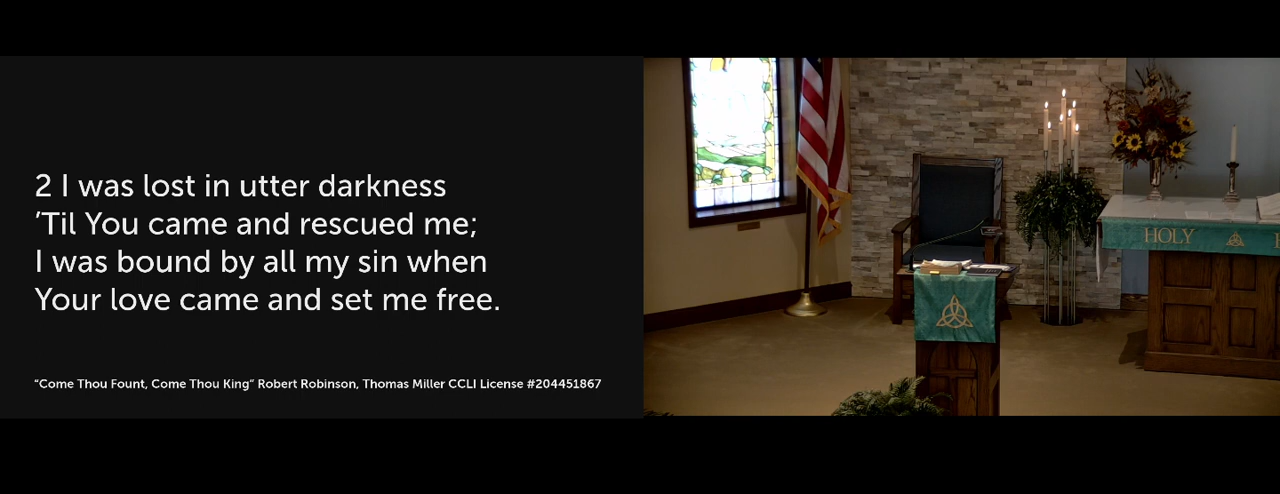 2 I was lost in utter darkness
’Til You came and rescued me;
I was bound by all my sin when
Your love came and set me free.
“Come Thou Fount, Come Thou King” Robert Robinson, Thomas Miller CCLI License #204451867
HOLY